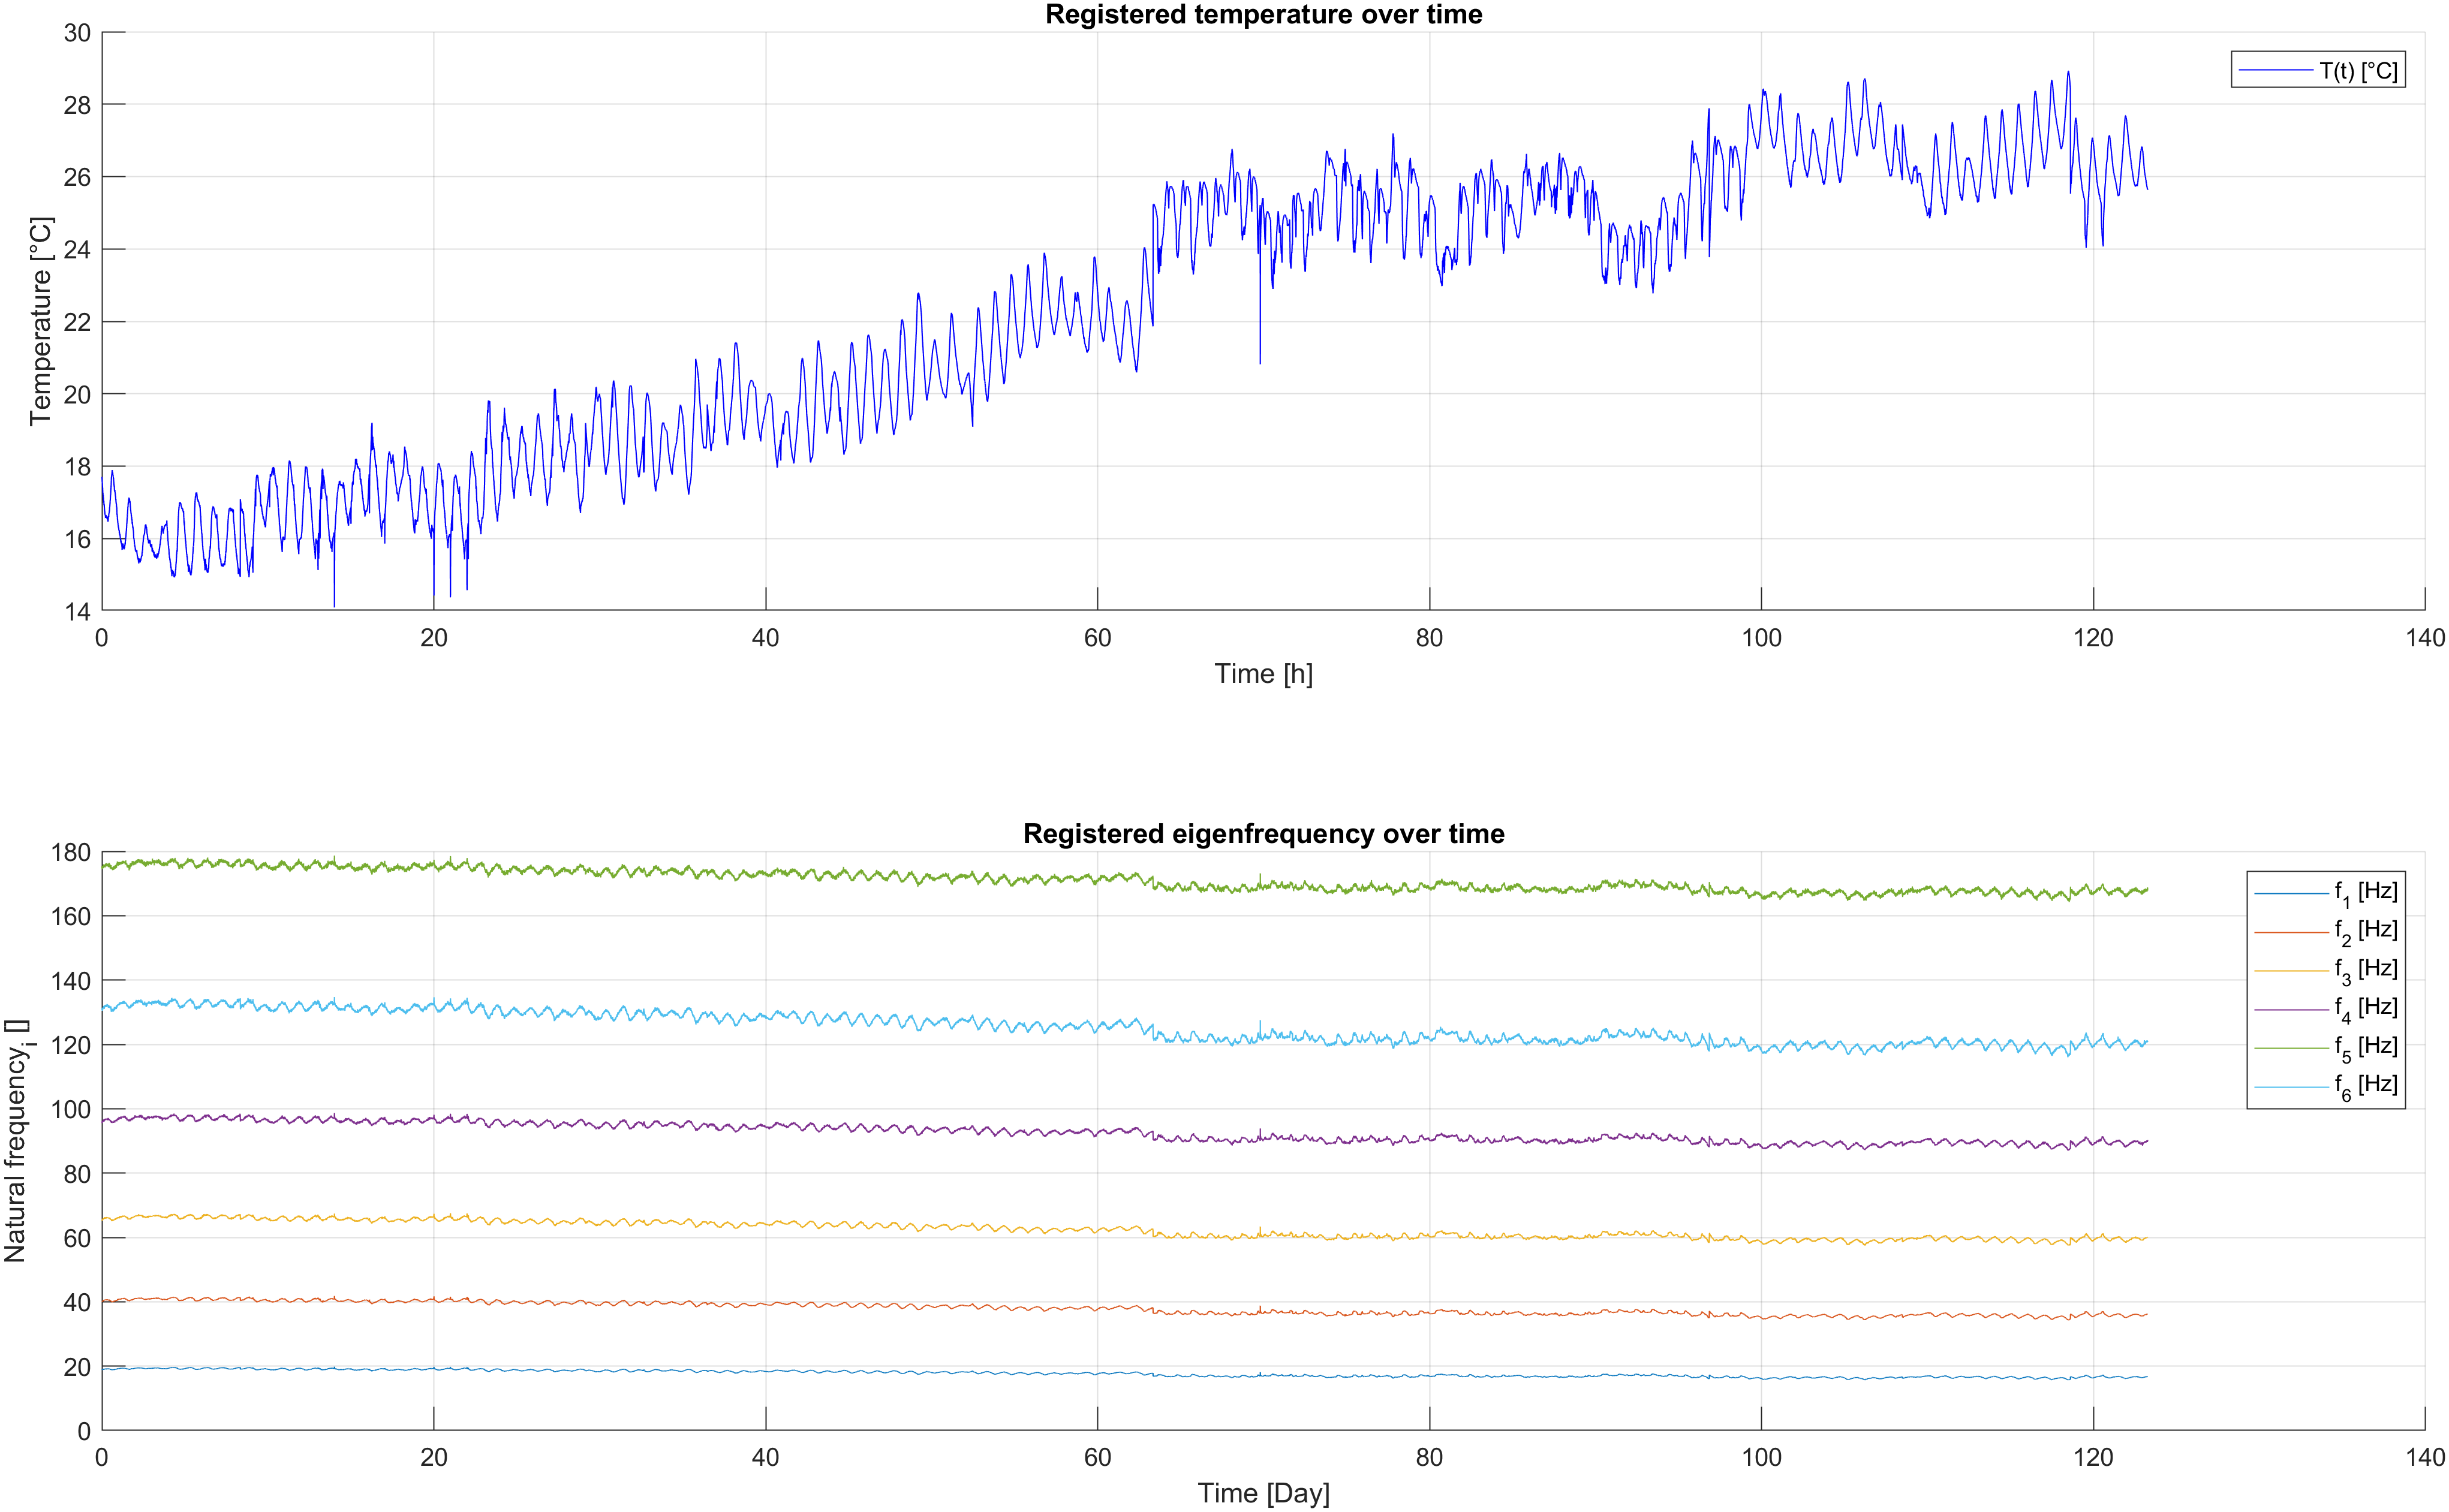 Registered temperature over time
30
28
26
24
22
20
18
16
14
Temperature [°C]
T(t) [°C]
0 20 40 60 80 100 120 140
Time [h]
Registered eigenfrequency over time
180
160
140
120
100
80
60
40
20
0
Natural frequency_i []
f_1 [Hz]
f_2 [Hz]
f_3 [Hz]
f_4 [Hz]
f_5 [Hz]
f_6 [Hz]
0 20 40 60 80 100 120 140
Time [Day]